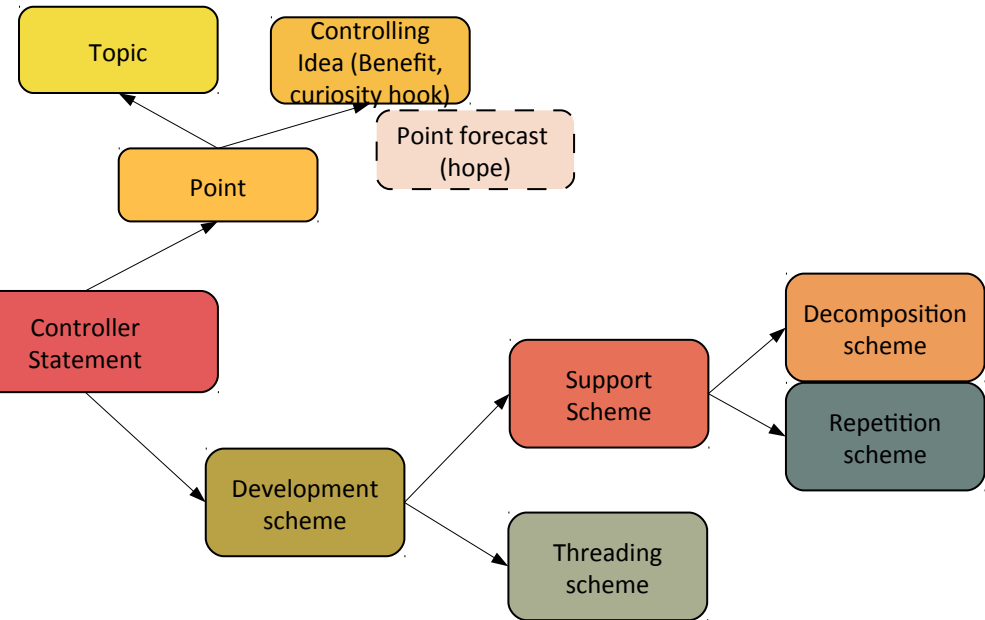 Topic
Controlling
Idea (Benefit,
curiosity hook)
Point forecast
(hope)
Point
Controller
Statement
Decomposition
scheme
Support
Scheme
Repetition
scheme
Development
scheme
Threading
scheme